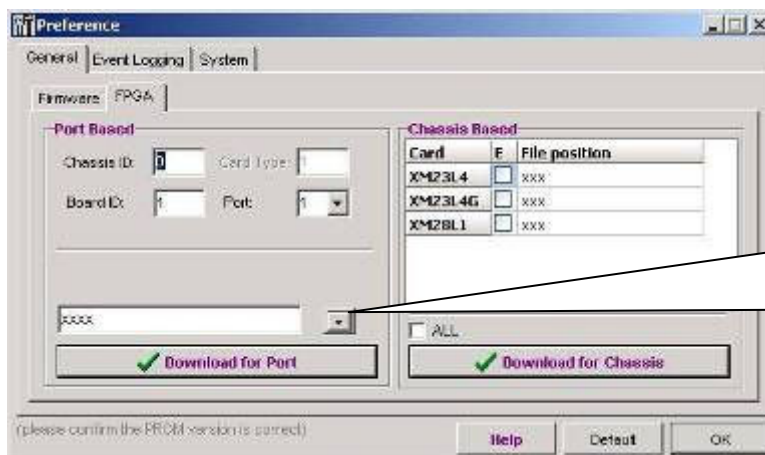 Preference
General Event Logging System
Firmware FPGA
Port Based
Chassis ID: 0 Card Type: 1
Board ID: 1 Port: 1
xxxx
Download for Port
Chassis Based
Card E File position
XM23L4 xxx
XM23L4G xxx
XM28L1 xxx
ALL
Download for Chassis
(please confirm the PROM version is correct)
Help Default OK